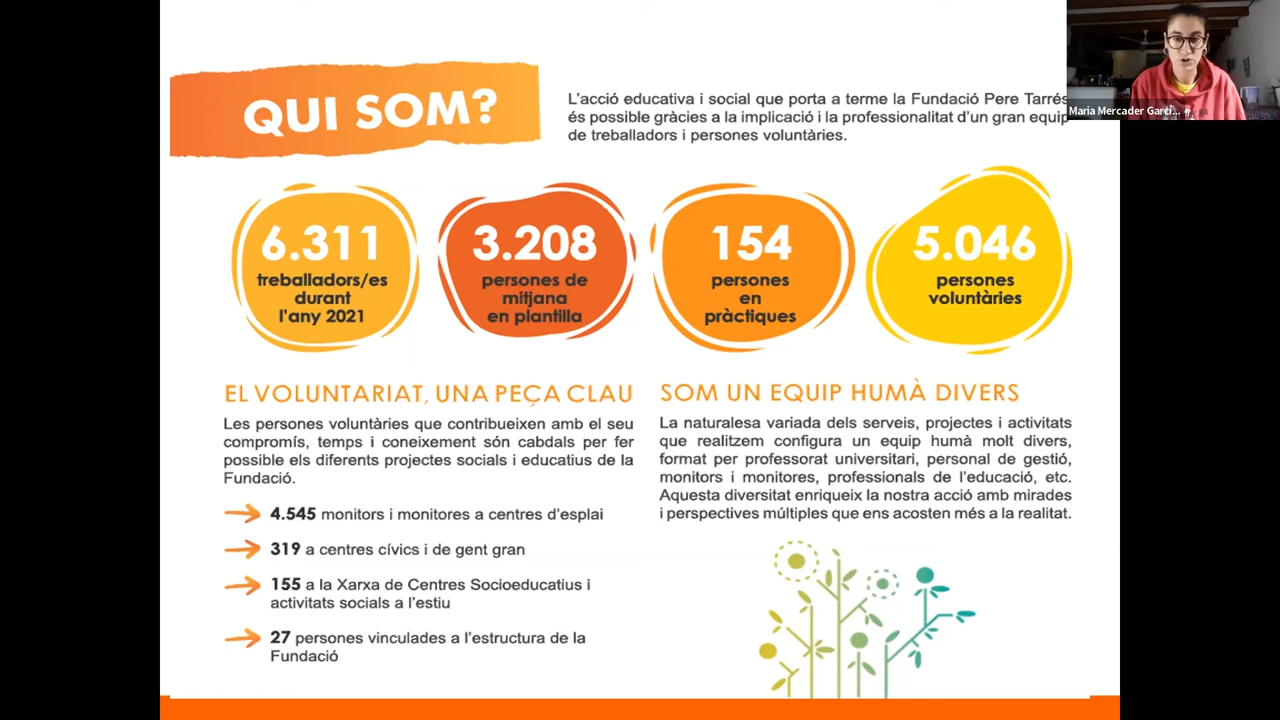 QUI SOM?
L'acció educativa i social que porta a terme la Fundació Pere Tarrés
és possible gràcies a la implicació i la professionalitat d'un gran equip
de treballadors i persones voluntàries.
Maria Mercader Garcí...
6.311
treballadors/es
durant
l'any 2021
3.208
persones de
mitjana
en plantilla
154
persones
en
pràctiques
5.046
persones
voluntàries
EL VOLUNTARIAT, UNA PEÇA CLAU
Les persones voluntàries que contribueixen amb el seu
compromís, temps i coneixement són cabdals per fer
possible els diferents projectes socials i educatius de la
Fundació.
4.545 monitors i monitores a centres d'esplai
319 a centres cívics i de gent gran
155 a la Xarxa de Centres Socioeducatius i
activitats socials a l'estiu
27 persones vinculades a l'estructura de la
Fundació
SOM UN EQUIP HUMÀ DIVERS
La naturalesa variada dels serveis, projectes i activitats
que realitzem configura un equip humà molt divers,
format per professorat universitari, personal de gestió,
monitors i monitores, professionals de l'educació, etc.
Aquesta diversitat enriqueix la nostra acció amb mirades
i perspectives múltiples que ens acosten més a la realitat.